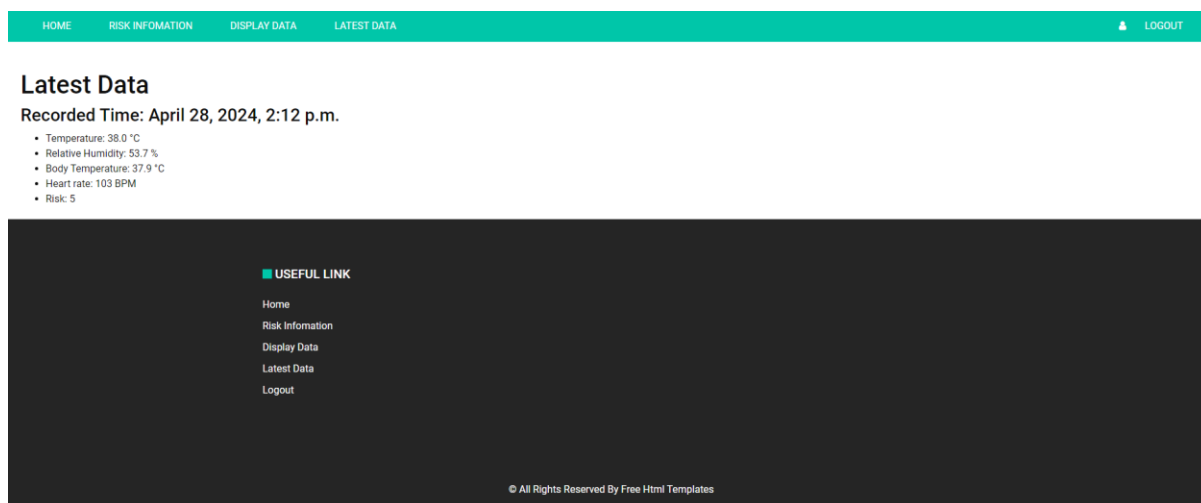 HOME RISK INFOMATION DISPLAY DATA LATEST DATA LOGOUT
Latest Data
Recorded Time: April 28, 2024, 2:12 p.m.
• Temperature: 38.0 °C
• Relative Humidity: 53.7 %
• Body Temperature: 37.9 °C
• Heart rate: 103 BPM
• Risk: 5
USEFUL LINK
Home
Risk Infomation
Display Data
Latest Data
Logout
© All Rights Reserved By Free Html Templates